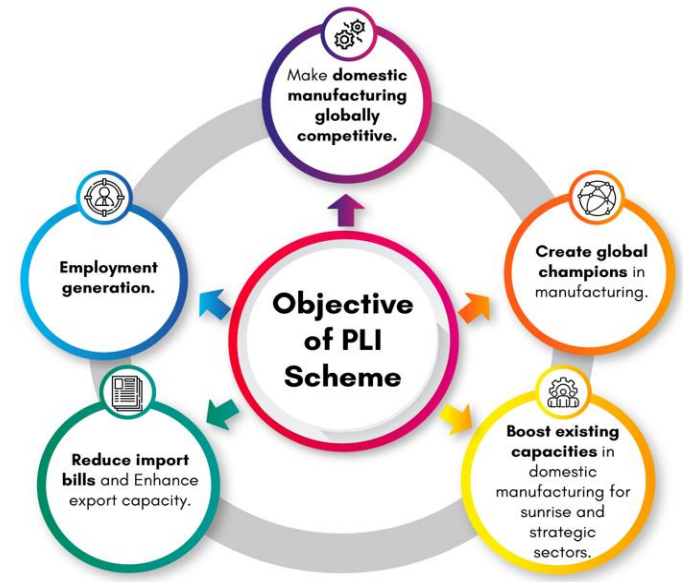 Make domestic
manufacturing
globally
competitive.
Employment
generation.
Create global
champions in
manufacturing.
Objective
of PLI
Scheme
Reduce import
bills and Enhance
export capacity.
Boost existing
capacities in
domestic
manufacturing for
sunrise and
strategic
sectors.